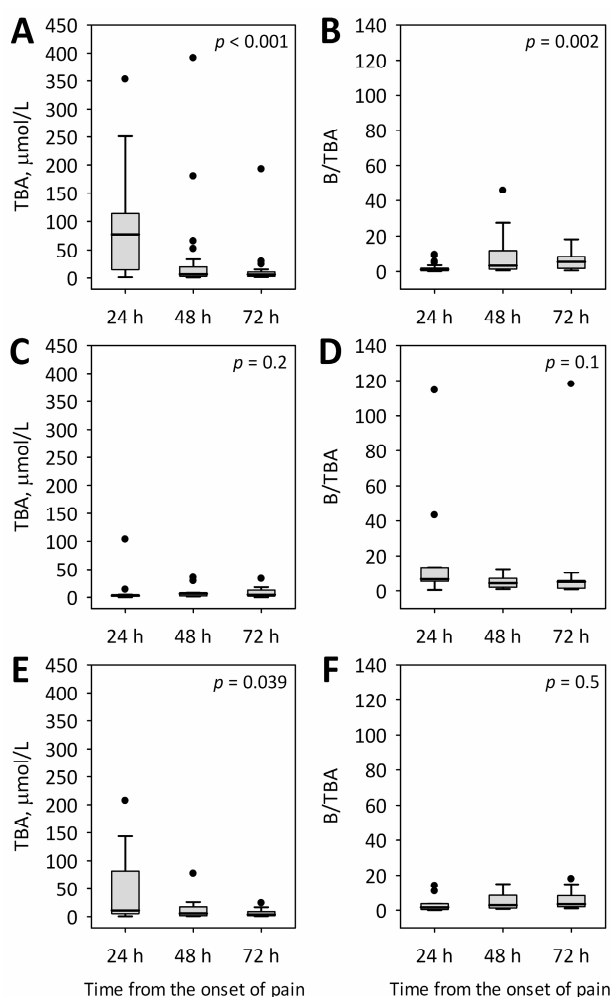 A
TBA, µmol/L
450
400
350
300
250
200
150
100
50
0
p < 0.001
24 h 48 h 72 h
B
B/TBA
140
120
100
80
60
40
20
0
p = 0.002
24 h 48 h 72 h
C
TBA, µmol/L
450
400
350
300
250
200
150
100
50
0
p = 0.2
24 h 48 h 72 h
D
B/TBA
140
120
100
80
60
40
20
0
p = 0.1
24 h 48 h 72 h
E
TBA, µmol/L
450
400
350
300
250
200
150
100
50
0
p = 0.039
24 h 48 h 72 h
Time from the onset of pain
F
B/TBA
140
120
100
80
60
40
20
0
p = 0.5
24 h 48 h 72 h
Time from the onset of pain